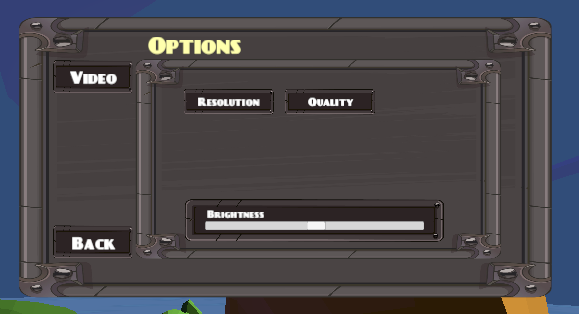 OPTIONS
VIDEO
RESOLUTION
QUALITY
BRIGHTNESS
BACK